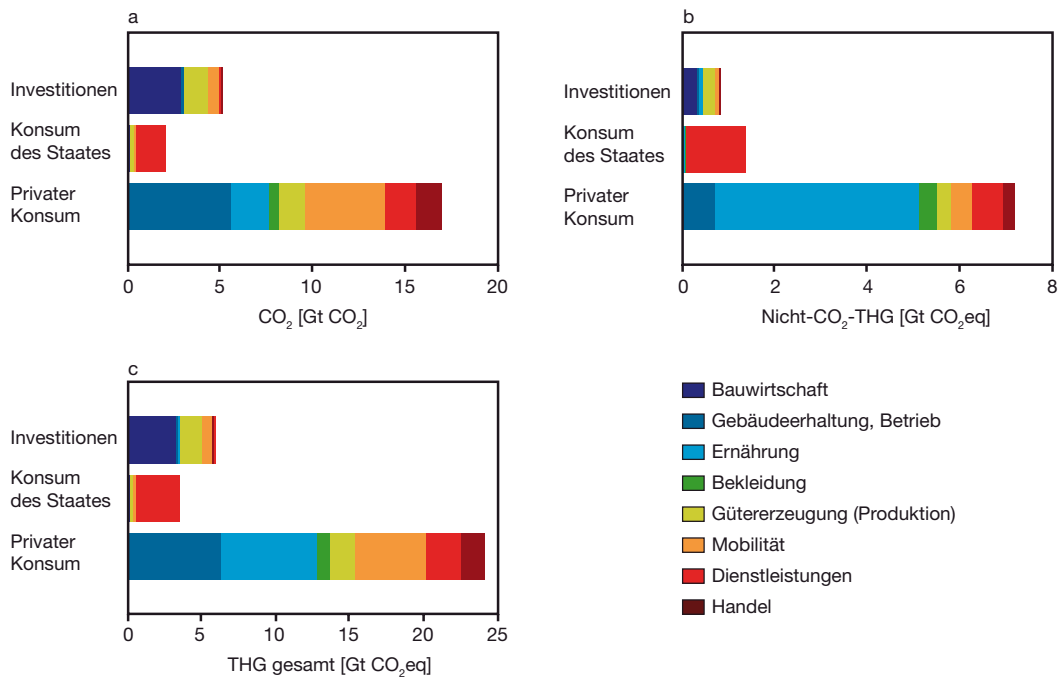 a
Investitionen
Konsum
des Staates
Privater
Konsum
0 5 10 15 20
CO₂ [Gt CO₂]
b
Investitionen
Konsum
des Staates
Privater
Konsum
0 2 4 6 8
Nicht-CO₂-THG [Gt CO₂eq]
c
Investitionen
Konsum
des Staates
Privater
Konsum
0 5 10 15 20 25
THG gesamt [Gt CO₂eq]
Bauwirtschaft
Gebäudeerhaltung, Betrieb
Ernährung
Bekleidung
Gütererzeugung (Produktion)
Mobilität
Dienstleistungen
Handel